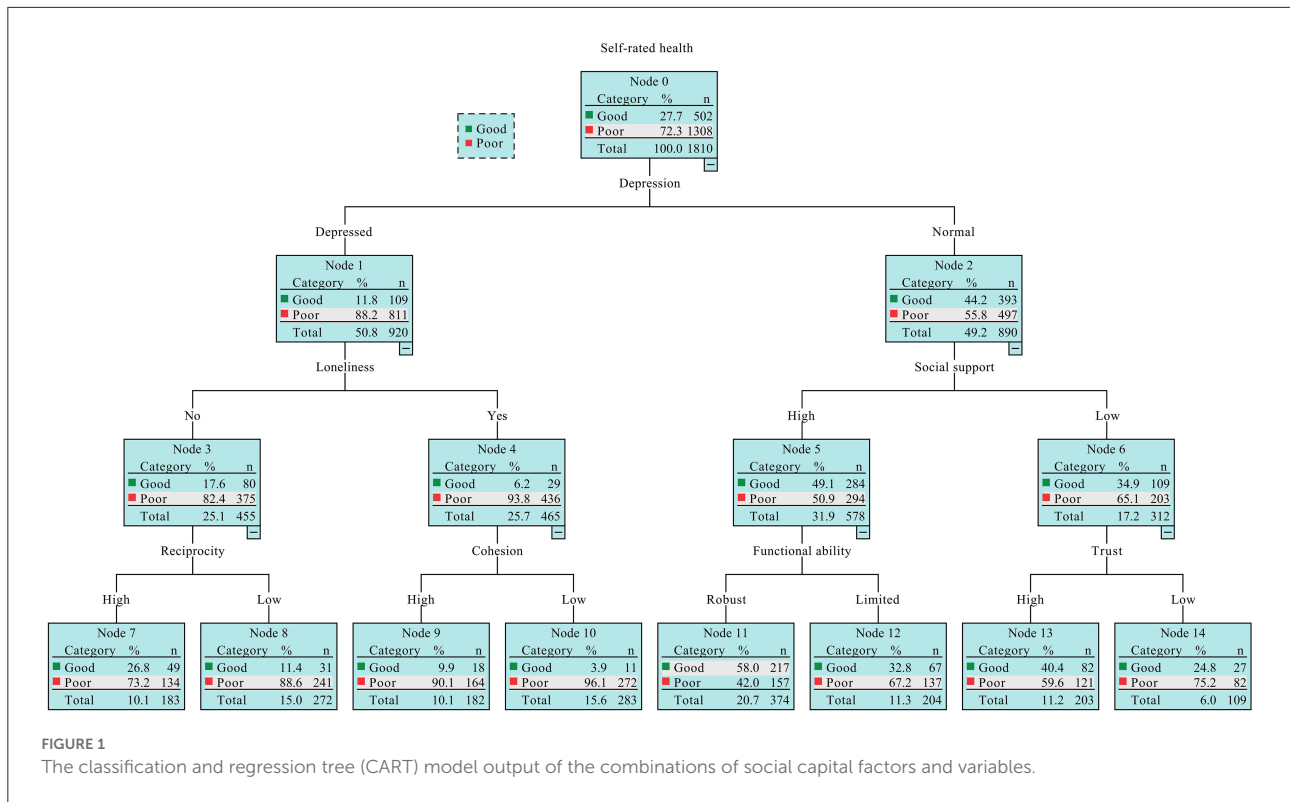 Self-rated health
Node 0
Category % n
Good 27.7 502
Poor 72.3 1308
Total 100.0 1810
Good
Poor
Depression
Depressed
Normal
Node 1
Category % n
Good 11.8 109
Poor 88.2 811
Total 50.8 920
Node 2
Category % n
Good 44.2 393
Poor 55.8 497
Total 49.2 890
Loneliness
Social support
No
Yes
High
Low
Node 3
Category % n
Good 17.6 80
Poor 82.4 375
Total 25.1 455
Node 4
Category % n
Good 6.2 29
Poor 93.8 436
Total 25.7 465
Node 5
Category % n
Good 49.1 284
Poor 50.9 294
Total 31.9 578
Node 6
Category % n
Good 34.9 109
Poor 65.1 203
Total 17.2 312
Reciprocity
Cohesion
Functional ability
Trust
High
Low
High
Low
Robust
Limited
High
Low
Node 7
Category % n
Good 26.8 49
Poor 73.2 134
Total 10.1 183
Node 8
Category % n
Good 11.4 31
Poor 88.6 241
Total 15.0 272
Node 9
Category % n
Good 9.9 18
Poor 90.1 164
Total 10.1 182
Node 10
Category % n
Good 3.9 11
Poor 96.1 272
Total 15.6 283
Node 11
Category % n
Good 58.0 217
Poor 42.0 157
Total 20.7 374
Node 12
Category % n
Good 32.8 67
Poor 67.2 137
Total 11.3 204
Node 13
Category % n
Good 40.4 82
Poor 59.6 121
Total 11.2 203
Node 14
Category % n
Good 24.8 27
Poor 75.2 82
Total 6.0 109
FIGURE 1
The classification and regression tree (CART) model output of the combinations of social capital factors and variables.